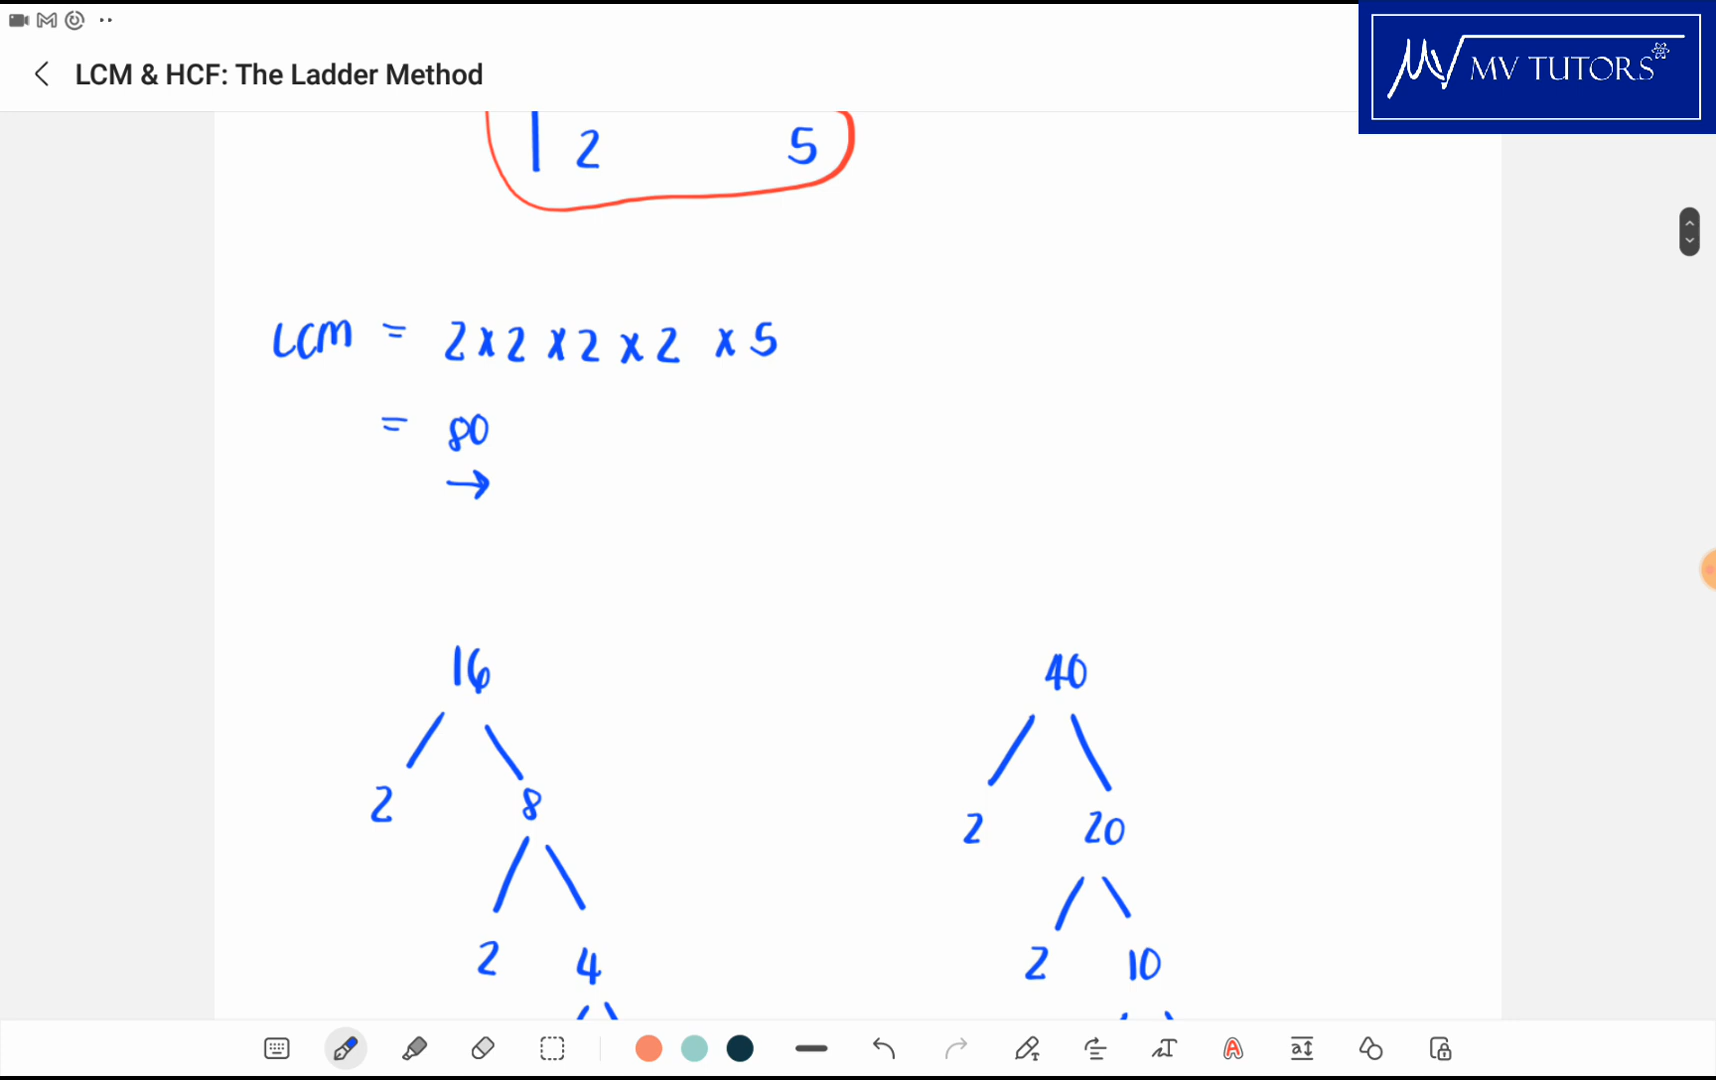 LCM & HCF: The Ladder Method
MV TUTORS
2 5
LCM = 2 × 2 × 2 × 2 × 5
= 80
16 40
2 8 2 20
2 4 2 10